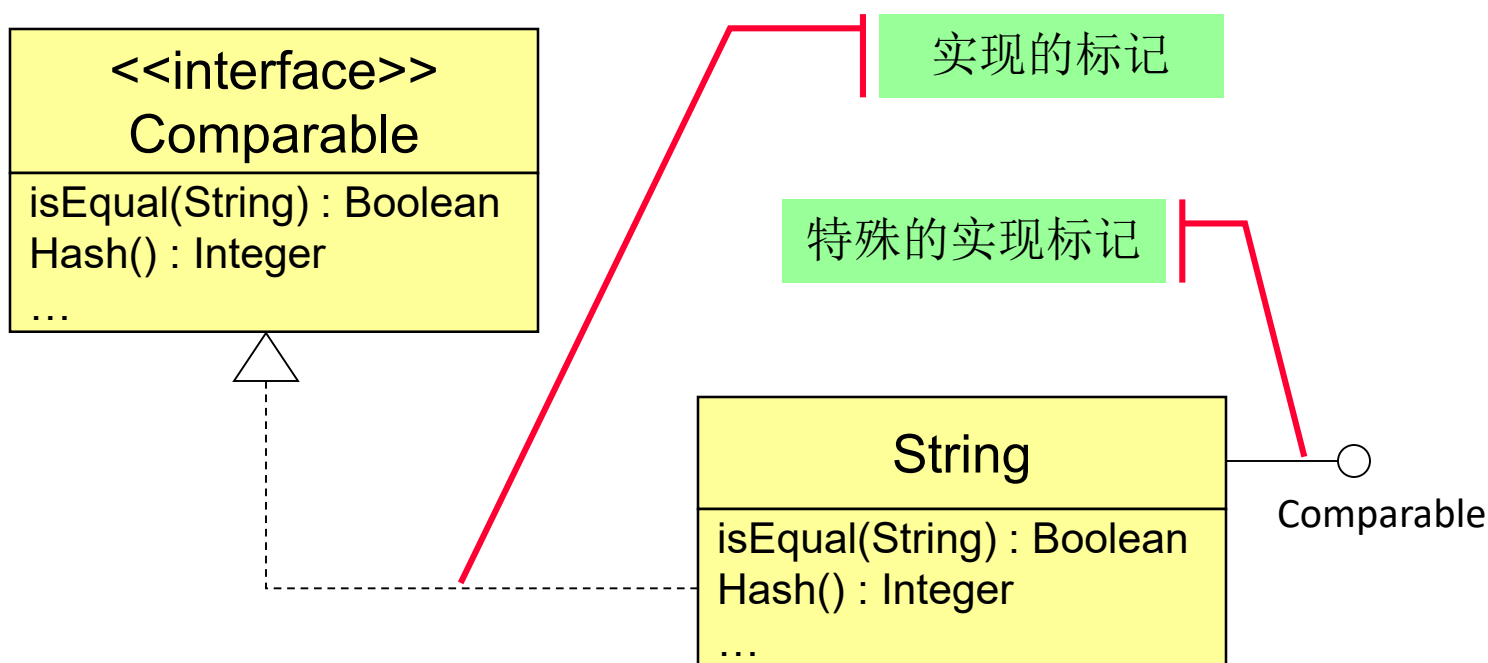 <<interface>>
Comparable
isEqual(String) : Boolean
Hash() : Integer
…
实现的标记
特殊的实现标记
String
isEqual(String) : Boolean
Hash() : Integer
…
Comparable